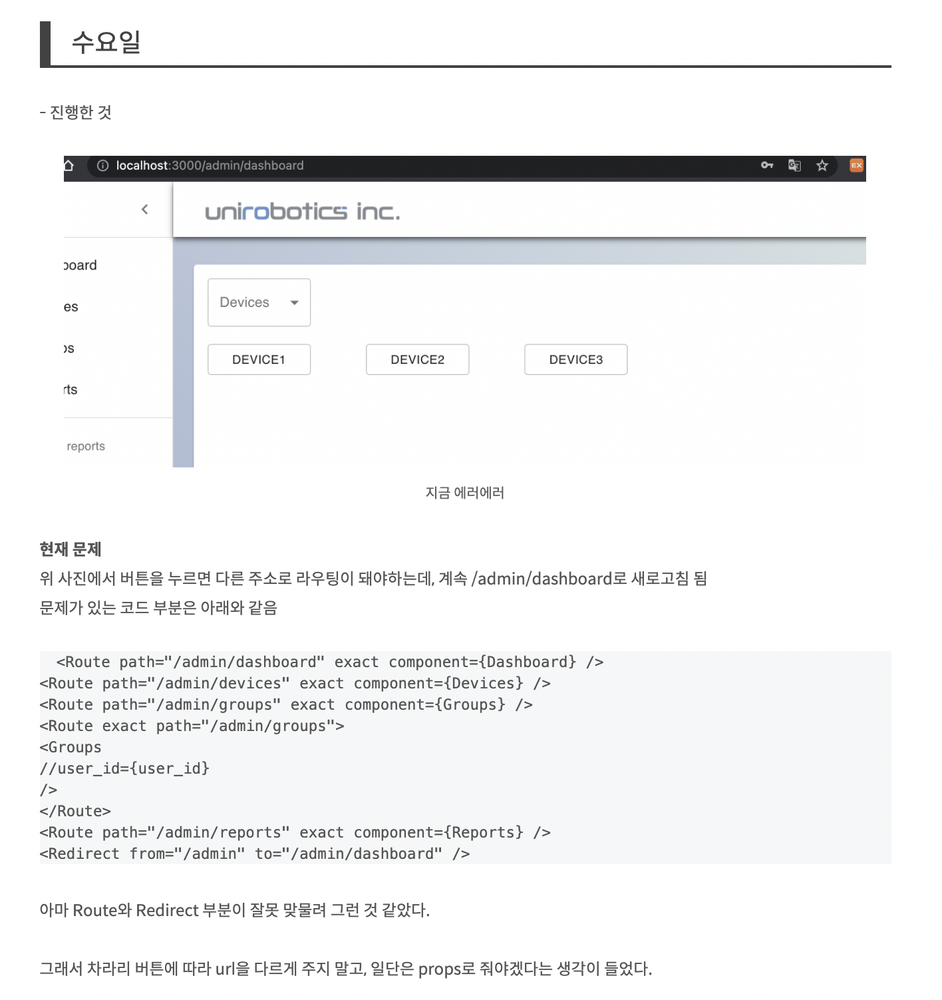 수요일
- 진행한 것
localhost:3000/admin/dashboard
EX
unirobotics inc.
board
es
ps
rts
reports
Devices
DEVICE1 DEVICE2 DEVICE3
지금 에러에러
현재 문제
위 사진에서 버튼을 누르면 다른 주소로 라우팅이 돼야하는데, 계속 /admin/dashboard로 새로고침 됨
문제가 있는 코드 부분은 아래와 같음
<Route path="/admin/dashboard" exact component={Dashboard} />
<Route path="/admin/devices" exact component={Devices} />
<Route path="/admin/groups" exact component={Groups} />
<Route exact path="/admin/groups">
<Groups
//user_id={user_id}
/>
</Route>
<Route path="/admin/reports" exact component={Reports} />
<Redirect from="/admin" to="/admin/dashboard" />
아마 Route와 Redirect 부분이 잘못 맞물려 그런 것 같았다.
그래서 차라리 버튼에 따라 url을 다르게 주지 말고, 일단은 props로 줘야겠다는 생각이 들었다.